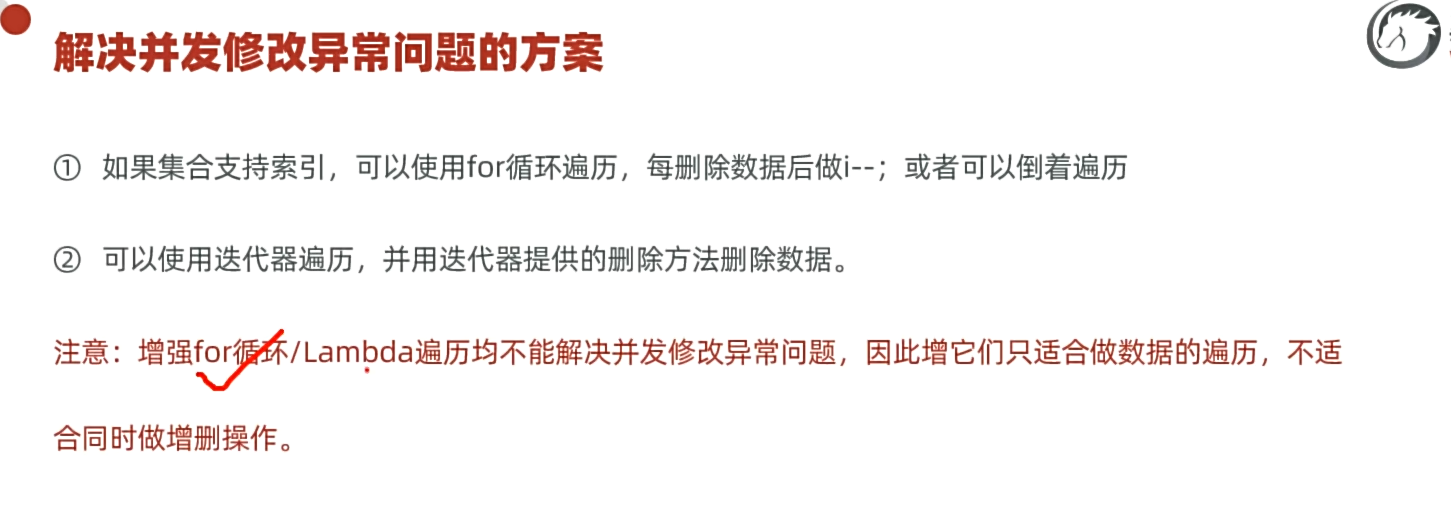 解决并发修改异常问题的方案
① 如果集合支持索引，可以使用for循环遍历，每删除数据后做i--；或者可以倒着遍历
② 可以使用迭代器遍历，并用迭代器提供的删除方法删除数据。
注意：增强for循环/Lambda遍历均不能解决并发修改异常问题，因此增它们只适合做数据的遍历，不适
合同时做增删操作。